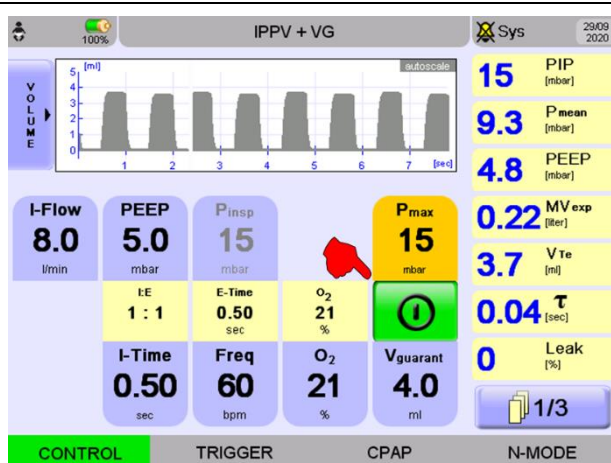 100%
IPPV + VG
Sys
29/09
2020
VOLUME
[ml]
autoscale
5
4
3
2
1
0
1 2 3 4 5 6 7 [sec]
15 PIP [mbar]
9.3 Pmean [mbar]
4.8 PEEP [mbar]
0.22 MVexp [liter]
3.7 VTe [ml]
0.04 τ [sec]
0 Leak [%]
1/3
I-Flow
8.0
l/min
PEEP
5.0
mbar
Pinsp
15
mbar
Pmax
15
mbar
I:E
1 : 1
E-Time
0.50
sec
O2
21
%
I-Time
0.50
sec
Freq
60
bpm
O2
21
%
Vguarant
4.0
ml
CONTROL TRIGGER CPAP N-MODE